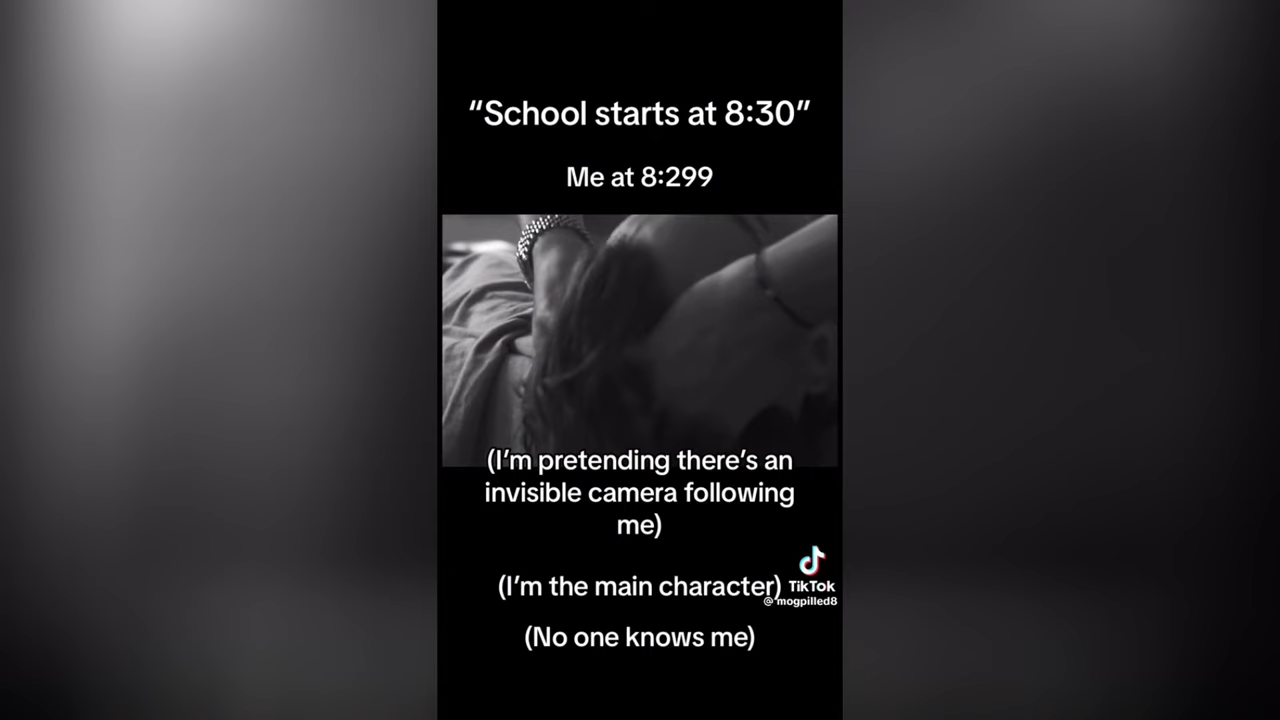 “School starts at 8:30”
Me at 8:299
(I’m pretending there’s an
invisible camera following
me)
(I’m the main character)
TikTok
@mogpilled8
(No one knows me)